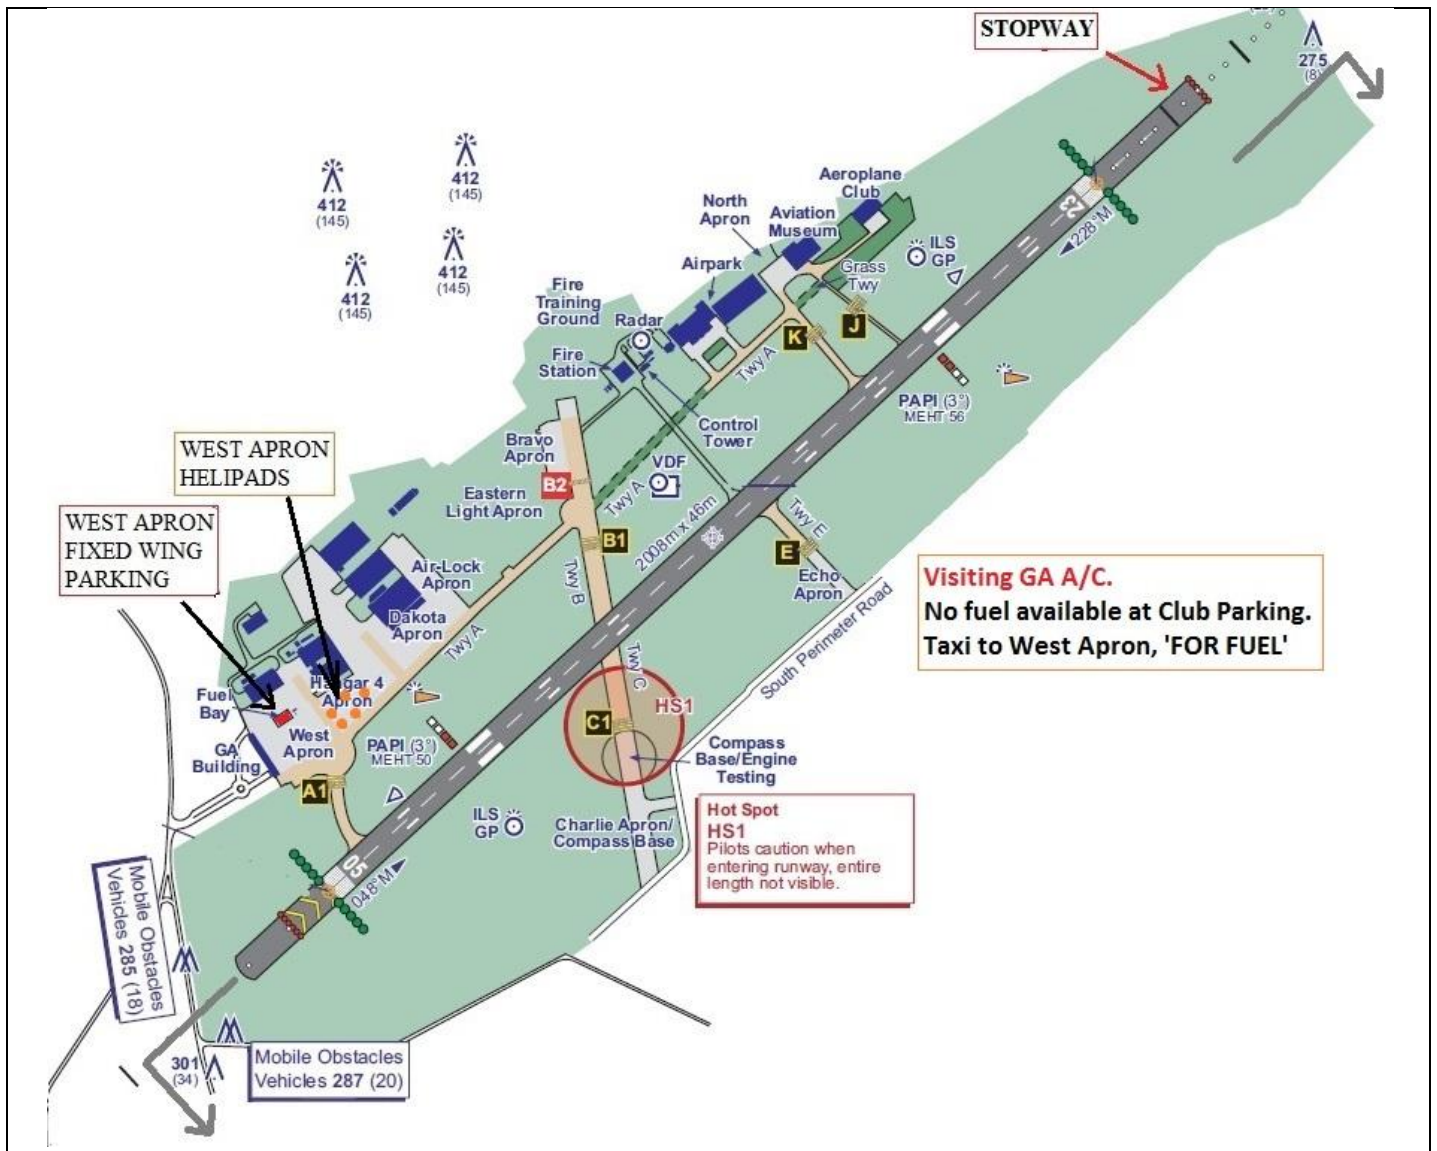 STOPWAY
275
(8)
412
(145)
412
(145)
412
(145)
412
(145)
Aeroplane
Club
North
Apron
Aviation
Museum
Airpark
23
228°M
ILS
GP
Grass
Twy
Fire
Training
Ground
Radar
J
K
Twy A
Fire
Station
PAPI (3°)
MEHT 56
Control
Tower
Bravo
Apron
WEST APRON
HELIPADS
VDF
B2
Twy A
Eastern
Light Apron
2008m x 46m
Twy E
WEST APRON
FIXED WING
PARKING
B1
E
Echo
Apron
Air-Lock
Apron
Twy B
Dakota
Apron
Twy A
South Perimeter Road
Visiting GA A/C.
No fuel available at Club Parking.
Taxi to West Apron, 'FOR FUEL'
Twy C
Hangar 4
Apron
Fuel
Bay
HS1
C1
West
Apron
GA
Building
PAPI (3°)
MEHT 50
Compass
Base/Engine
Testing
A1
ILS
GP
Charlie Apron/
Compass Base
Hot Spot
HS1
Pilots caution when
entering runway, entire
length not visible.
05
048°M
Mobile Obstacles
Vehicles 285 (18)
301
(34)
Mobile Obstacles
Vehicles 287 (20)